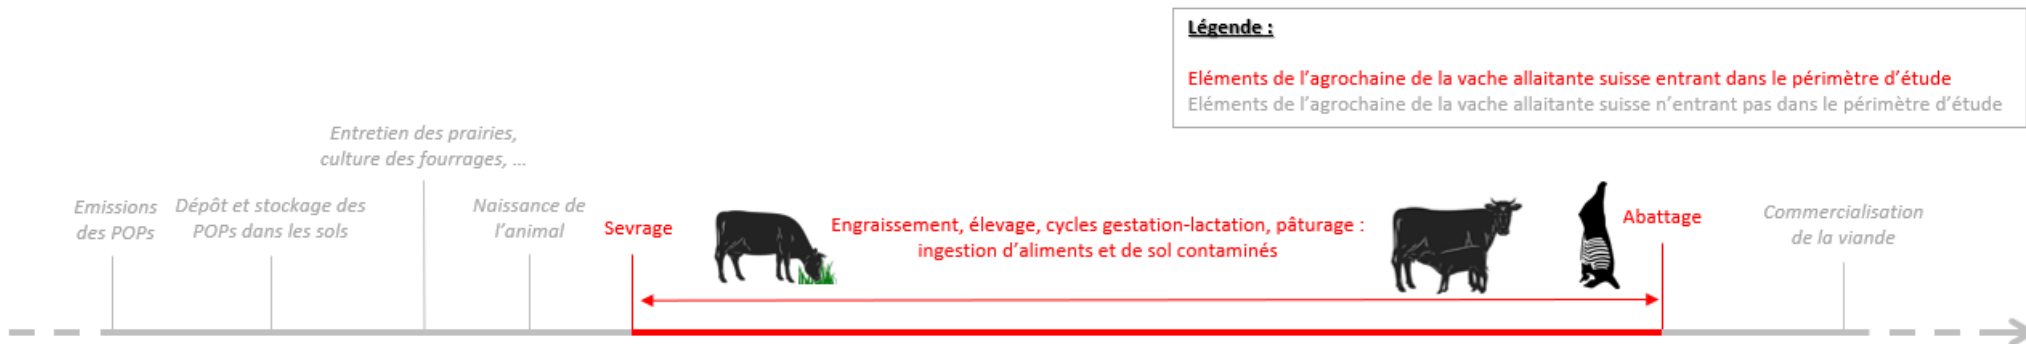 Légende :
Eléments de l'agrochaine de la vache allaitante suisse entrant dans le périmètre d'étude
Eléments de l'agrochaine de la vache allaitante suisse n'entrant pas dans le périmètre d'étude
Emissions
des POPs
Dépôt et stockage des
POPs dans les sols
Entretien des prairies,
culture des fourrages, ...
Naissance de
l'animal
Sevrage
Engraissement, élevage, cycles gestation-lactation, pâturage :
ingestion d'aliments et de sol contaminés
Abattage
Commercialisation
de la viande